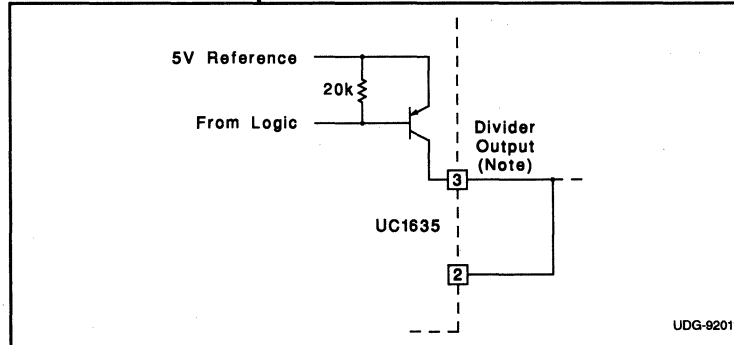 5V Reference
20k
From Logic
Divider
Output
(Note)
3
UC1635
2
UDG-9201